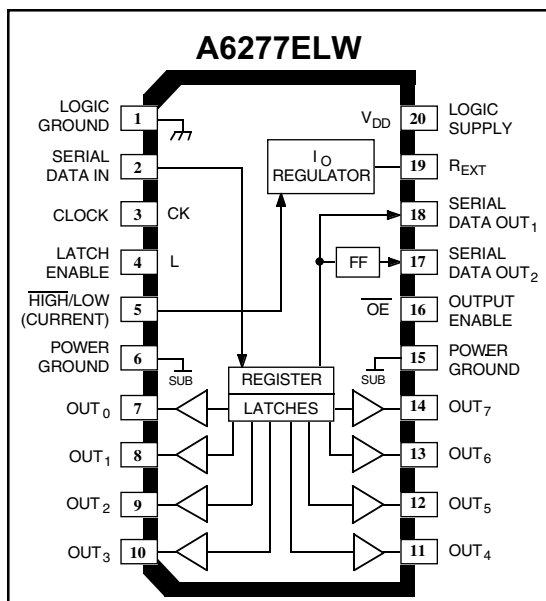 A6277ELW
LOGIC
GROUND
1
SERIAL
DATA IN
2
CLOCK
3
CK
LATCH
ENABLE
4
L
HIGH/LOW
(CURRENT)
5
POWER
GROUND
6
SUB
OUT0
7
OUT1
8
OUT2
9
OUT3
10
IO
REGULATOR
FF
REGISTER
LATCHES
VDD
20
LOGIC
SUPPLY
19
REXT
18
SERIAL
DATA OUT1
17
SERIAL
DATA OUT2
OE
16
OUTPUT
ENABLE
SUB
15
POWER
GROUND
14
OUT7
13
OUT6
12
OUT5
11
OUT4